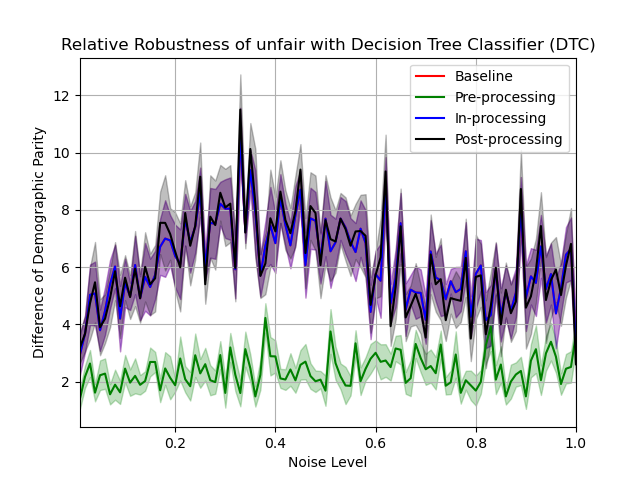 Relative Robustness of unfair with Decision Tree Classifier (DTC)
Baseline
Pre-processing
In-processing
Post-processing
Difference of Demographic Parity
12
10
8
6
4
2
0.2 0.4 0.6 0.8 1.0
Noise Level